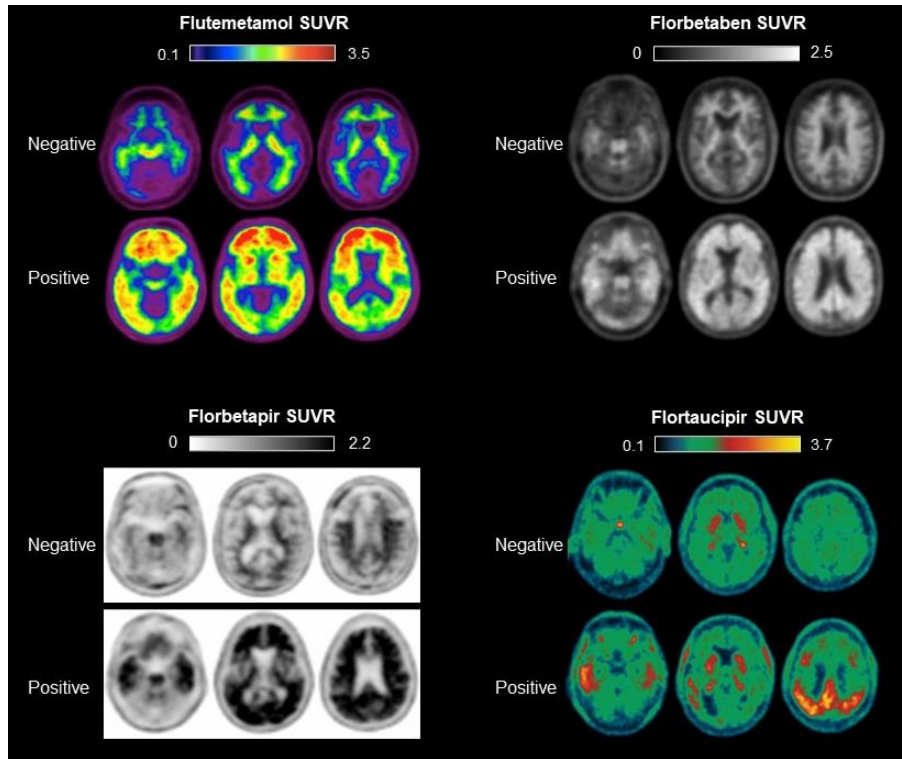 Flutemetamol SUVR
0.1 3.5
Negative
Positive
Florbetaben SUVR
0 2.5
Negative
Positive
Florbetapir SUVR
0 2.2
Negative
Positive
Flortaucipir SUVR
0.1 3.7
Negative
Positive